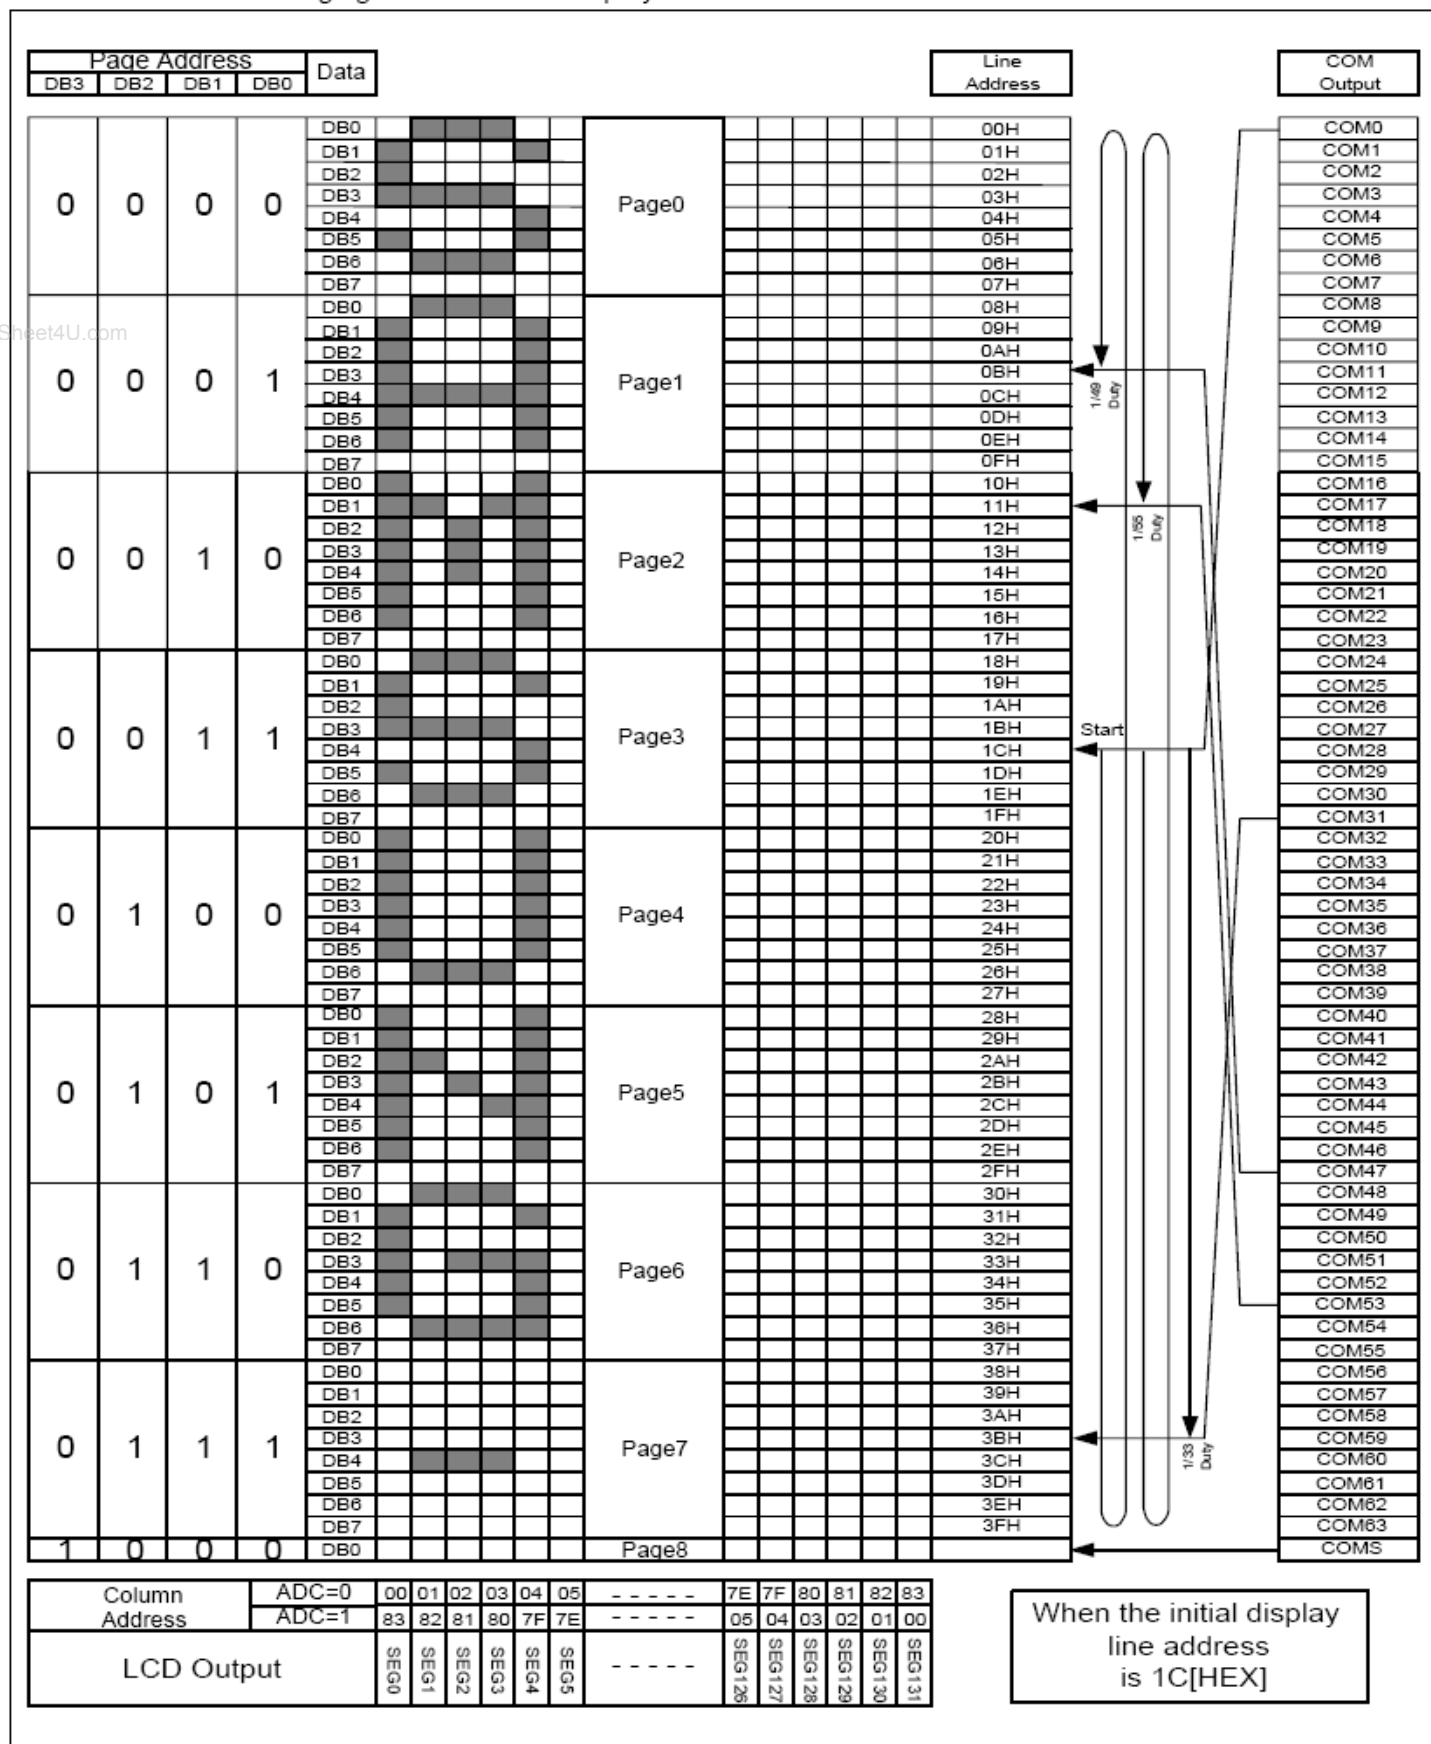 Page Address Data Line Address COM Output
DB3 DB2 DB1 DB0
DB0 00H COM0
DB1 01H COM1
DB2 02H COM2
0 0 0 0 DB3 Page0 03H COM3
DB4 04H COM4
DB5 05H COM5
DB6 06H COM6
DB7 07H COM7
DB0 08H COM8
Sheet4U.com DB1 09H COM9
DB2 0AH COM10
0 0 0 1 DB3 Page1 0BH COM11
DB4 0CH 1/49 Duty COM12
DB5 0DH COM13
DB6 0EH COM14
DB7 0FH COM15
DB0 10H COM16
DB1 11H COM17
DB2 12H 1/55 Duty COM18
0 0 1 0 DB3 Page2 13H COM19
DB4 14H COM20
DB5 15H COM21
DB6 16H COM22
DB7 17H COM23
DB0 18H COM24
DB1 19H COM25
DB2 1AH COM26
0 0 1 1 DB3 Page3 1BH Start COM27
DB4 1CH COM28
DB5 1DH COM29
DB6 1EH COM30
DB7 1FH COM31
DB0 20H COM32
DB1 21H COM33
DB2 22H COM34
0 1 0 0 DB3 Page4 23H COM35
DB4 24H COM36
DB5 25H COM37
DB6 26H COM38
DB7 27H COM39
DB0 28H COM40
DB1 29H COM41
DB2 2AH COM42
0 1 0 1 DB3 Page5 2BH COM43
DB4 2CH COM44
DB5 2DH COM45
DB6 2EH COM46
DB7 2FH COM47
DB0 30H COM48
DB1 31H COM49
DB2 32H COM50
0 1 1 0 DB3 Page6 33H COM51
DB4 34H COM52
DB5 35H COM53
DB6 36H COM54
DB7 37H COM55
DB0 38H COM56
DB1 39H COM57
DB2 3AH COM58
0 1 1 1 DB3 Page7 3BH COM59
DB4 3CH 1/33 Duty COM60
DB5 3DH COM61
DB6 3EH COM62
DB7 3FH COM63
1 0 0 0 DB0 Page8 COMS
Column Address ADC=0 00 01 02 03 04 05 - - - - - 7E 7F 80 81 82 83
ADC=1 83 82 81 80 7F 7E - - - - - 05 04 03 02 01 00
LCD Output SEG0 SEG1 SEG2 SEG3 SEG4 SEG5 - - - - - SEG126 SEG127 SEG128 SEG129 SEG130 SEG131
When the initial display
line address
is 1C[HEX]